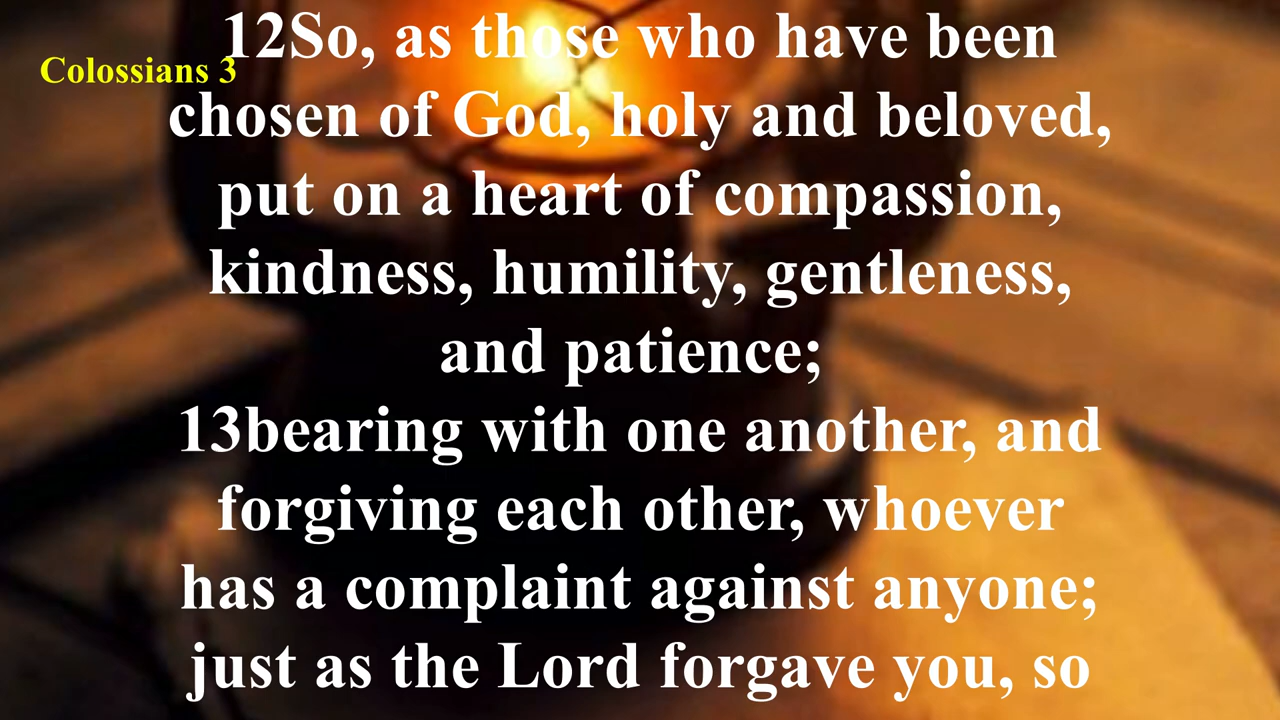 Colossians 3
12So, as those who have been
chosen of God, holy and beloved,
put on a heart of compassion,
kindness, humility, gentleness,
and patience;
13bearing with one another, and
forgiving each other, whoever
has a complaint against anyone;
just as the Lord forgave you, so